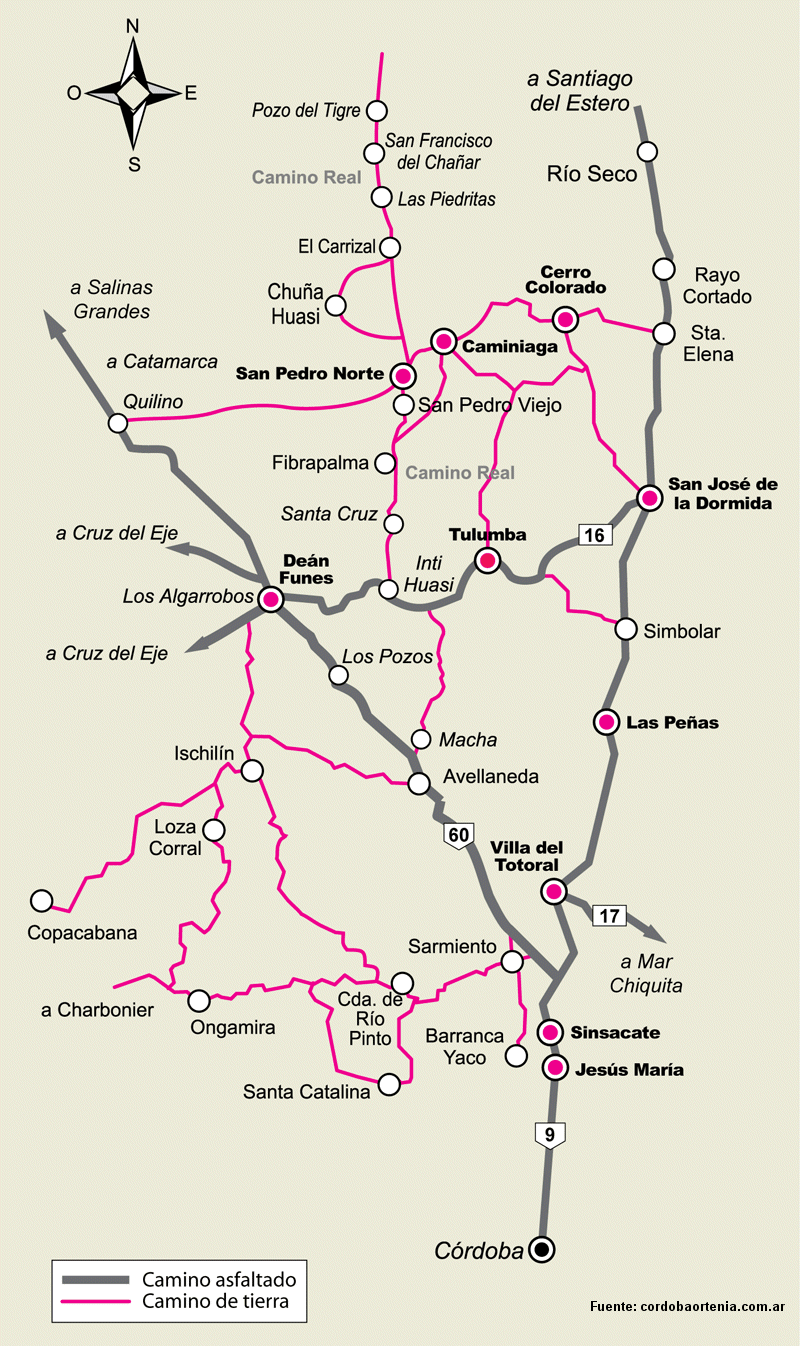 N
O
E
S
a Santiago
del Estero
Pozo del Tigre
San Francisco
del Chañar
Camino Real
Las Piedritas
Río Seco
El Carrizal
Chuña
Huasi
Cerro
Colorado
Rayo
Cortado
a Salinas
Grandes
Sta.
Elena
Caminiaga
a Catamarca
San Pedro Norte
Quilino
San Pedro Viejo
Fibrapalma
Camino Real
San José de
la Dormida
Santa Cruz
a Cruz del Eje
Tulumba
16
Deán
Funes
Inti
Huasi
Los Algarrobos
Simbolar
a Cruz del Eje
Los Pozos
Las Peñas
Macha
Ischilín
Avellaneda
Loza
Corral
60
Villa del
Totoral
17
Copacabana
Sarmiento
a Mar
Chiquita
a Charbonier
Ongamira
Cda. de
Río
Pinto
Barranca
Yaco
Sinsacate
Jesús María
Santa Catalina
9
Córdoba
Camino asfaltado
Camino de tierra
Fuente: cordobaortenia.com.ar